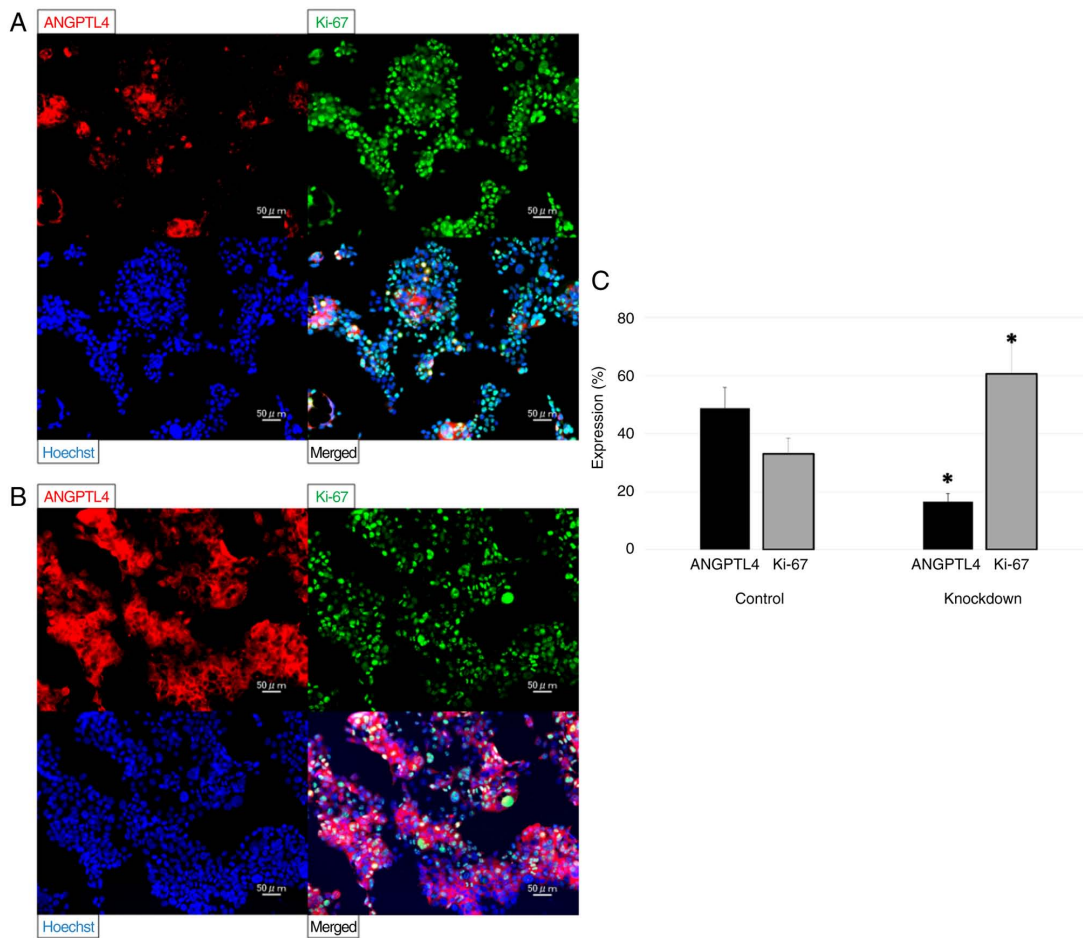 A
ANGPTL4
Ki-67
50 μm
50 μm
50 μm
50 μm
Hoechst
Merged
B
ANGPTL4
Ki-67
50 μm
50 μm
50 μm
50 μm
Hoechst
Merged
C
80
60
40
20
0
Expression (%)
*
*
ANGPTL4
Ki-67
ANGPTL4
Ki-67
Control
Knockdown